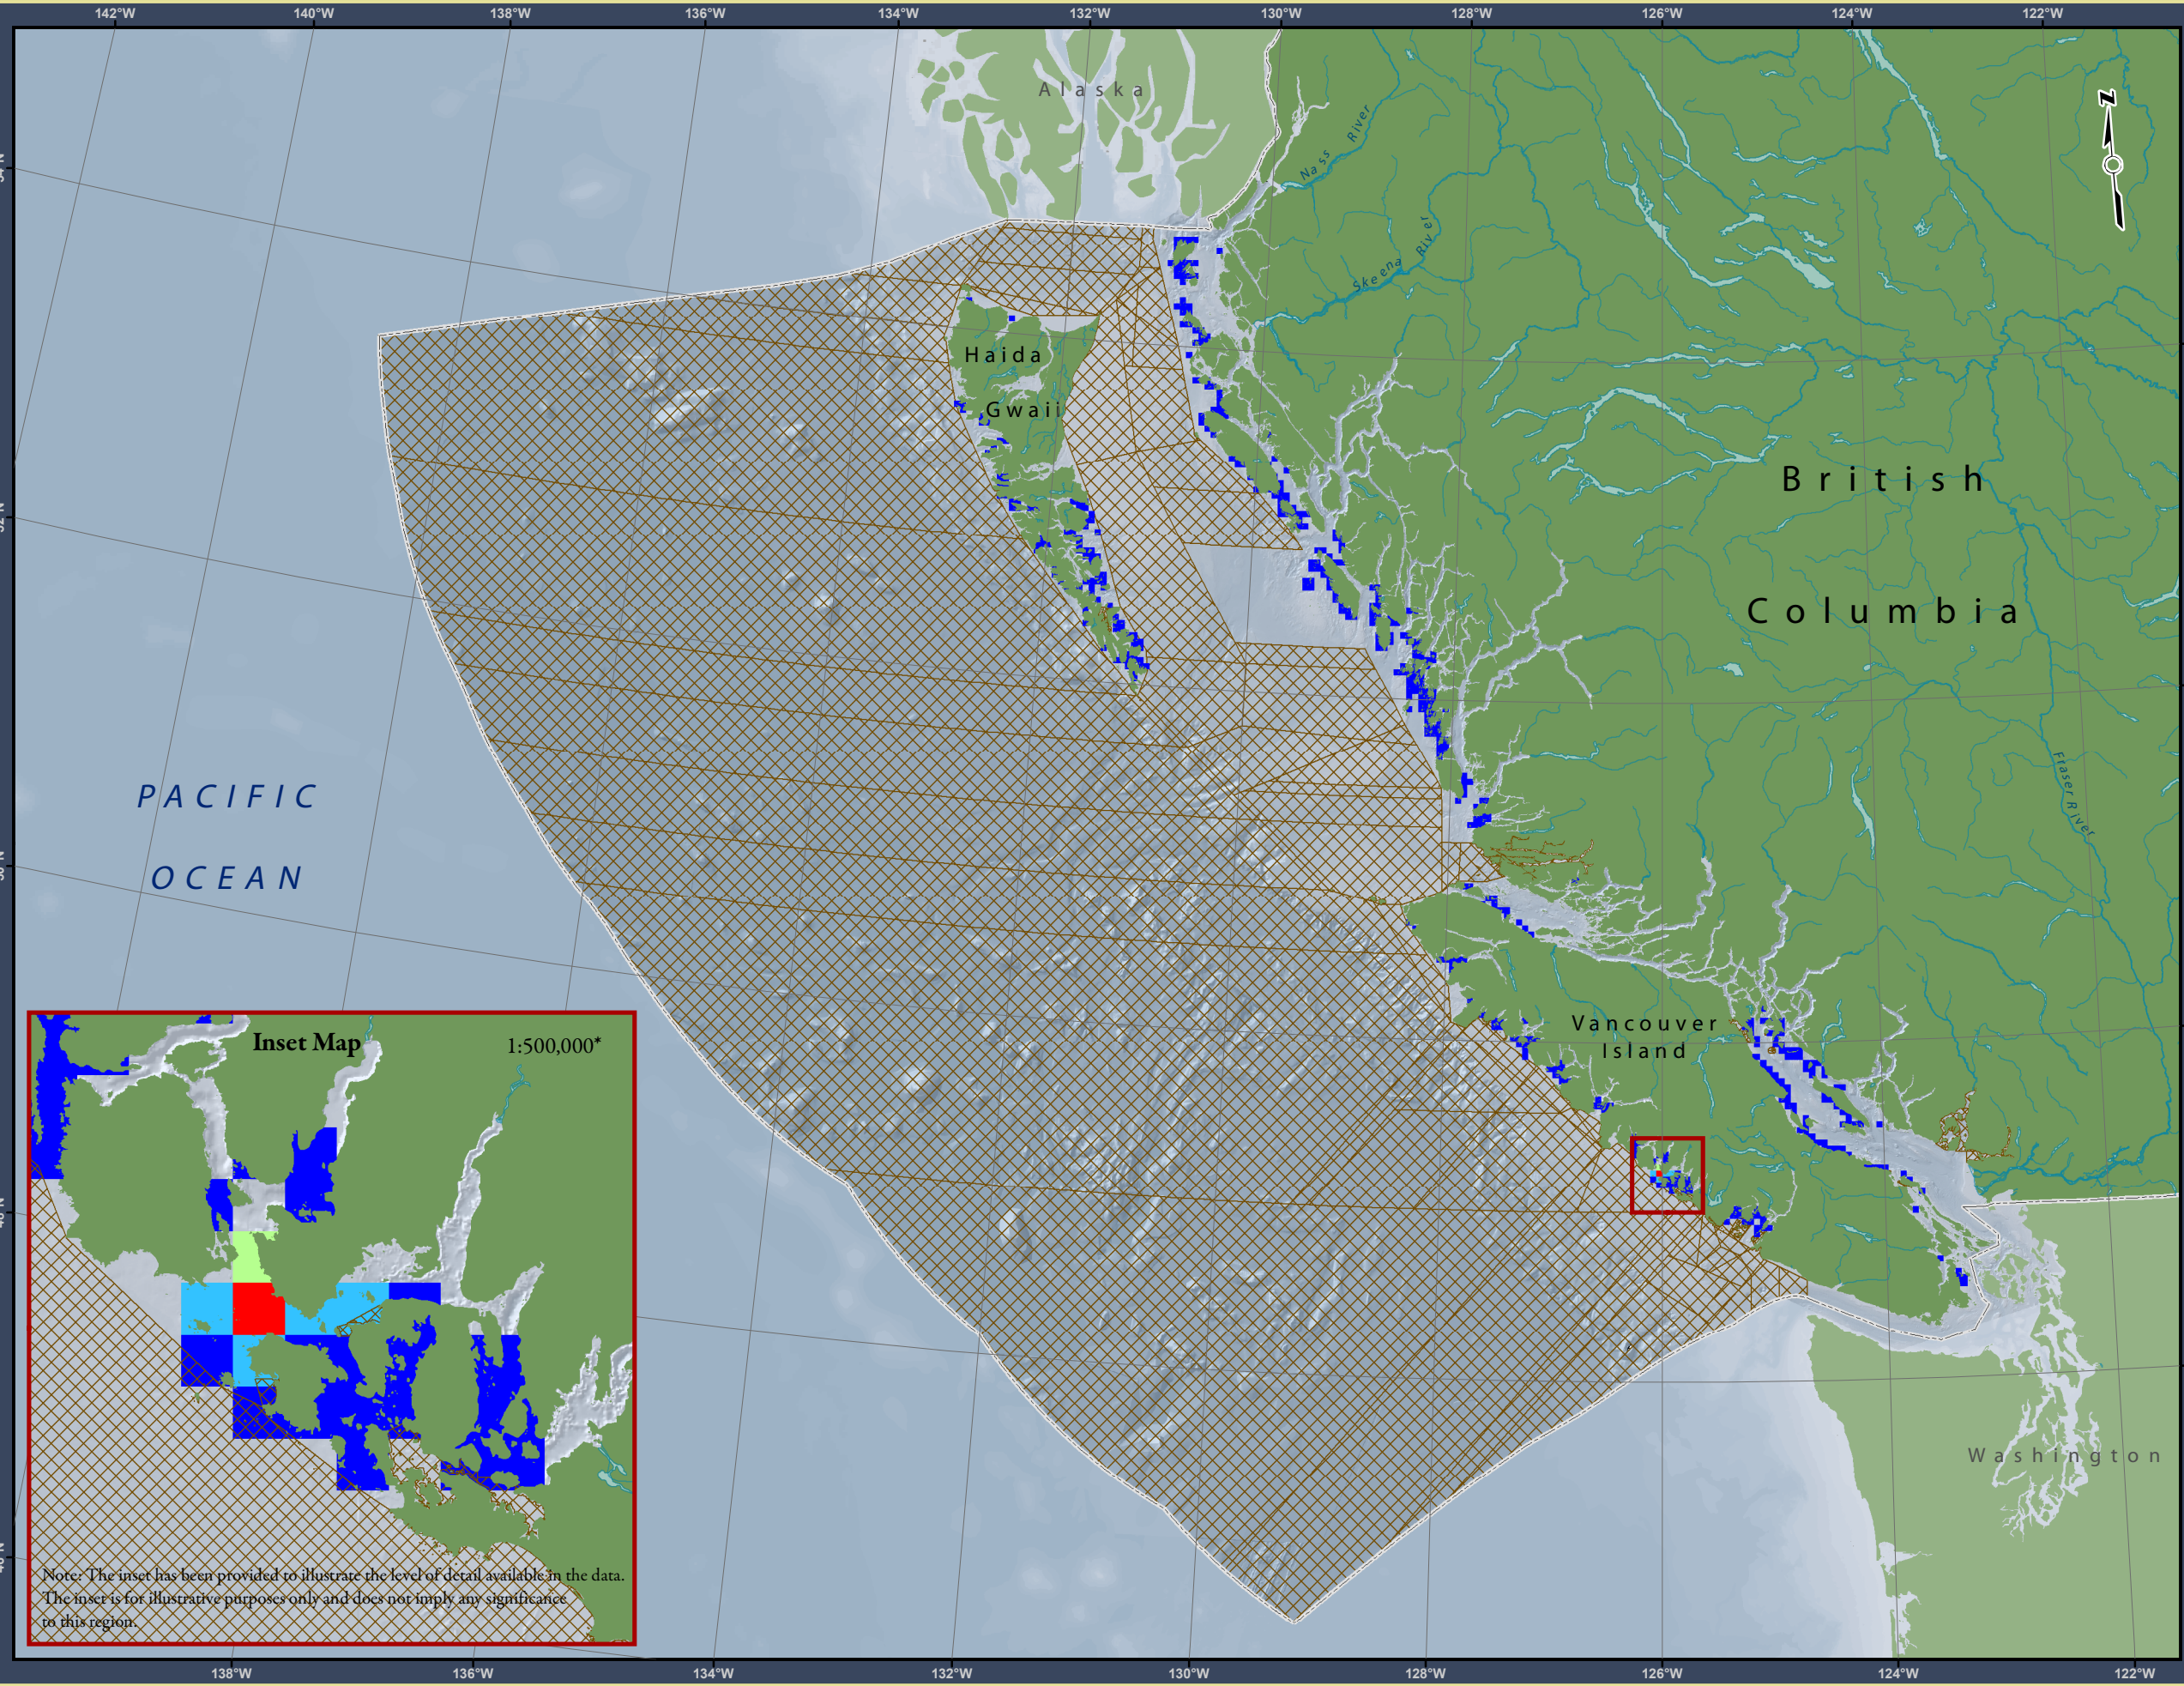 142°W 140°W 138°W 136°W 134°W 132°W 130°W 128°W 126°W 124°W 122°W
Alaska
Nass River
Skeena River
N
Haida
Gwaii
British
Columbia
PACIFIC
OCEAN
Fraser River
Vancouver
Island
Inset Map
1:500,000*
Note: The inset has been provided to illustrate the level of detail available in the data.
The inset is for illustrative purposes only and does not imply any significance
to this region.
Washington
138°W 136°W 134°W 132°W 130°W 128°W 126°W 124°W 122°W